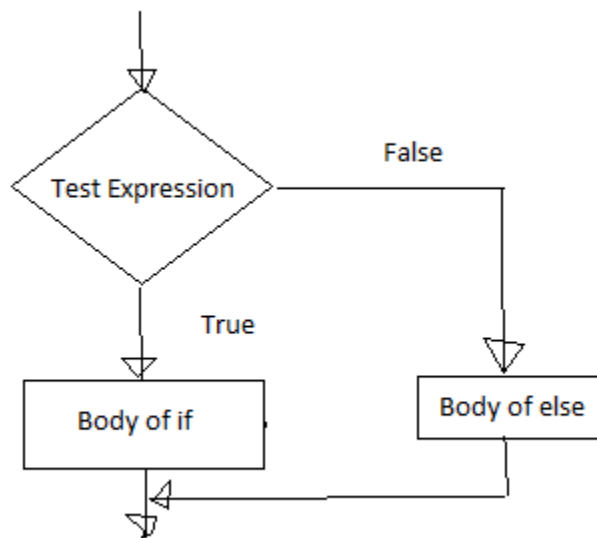 False
Test Expression
True
Body of if
Body of else